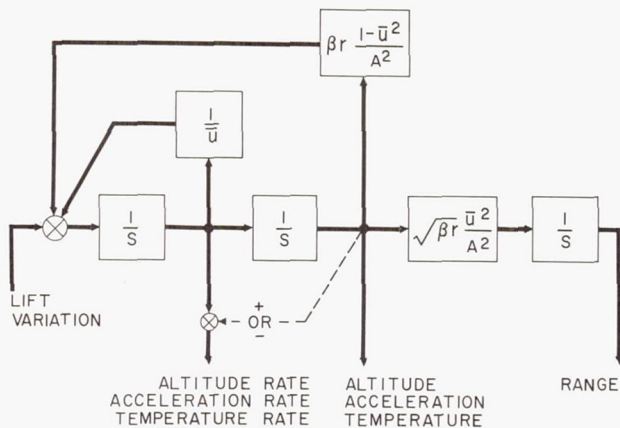 βr (1-ū²)/A²
1/ū
1/S
1/S
√βr ū²/A²
1/S
LIFT
VARIATION
+
OR
-
ALTITUDE RATE
ACCELERATION RATE
TEMPERATURE RATE
ALTITUDE
ACCELERATION
TEMPERATURE
RANGE